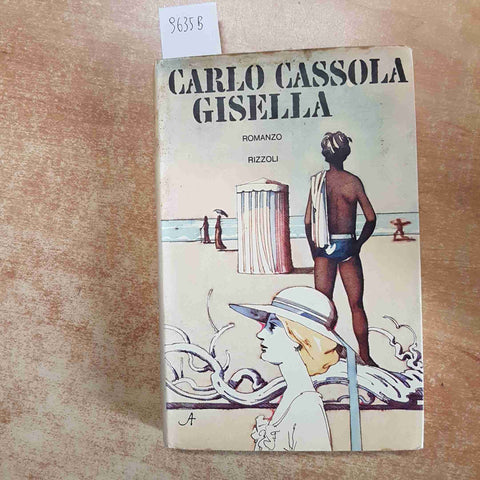 9635B
CARLO CASSOLA
GISELLA
ROMANZO
RIZZOLI
A